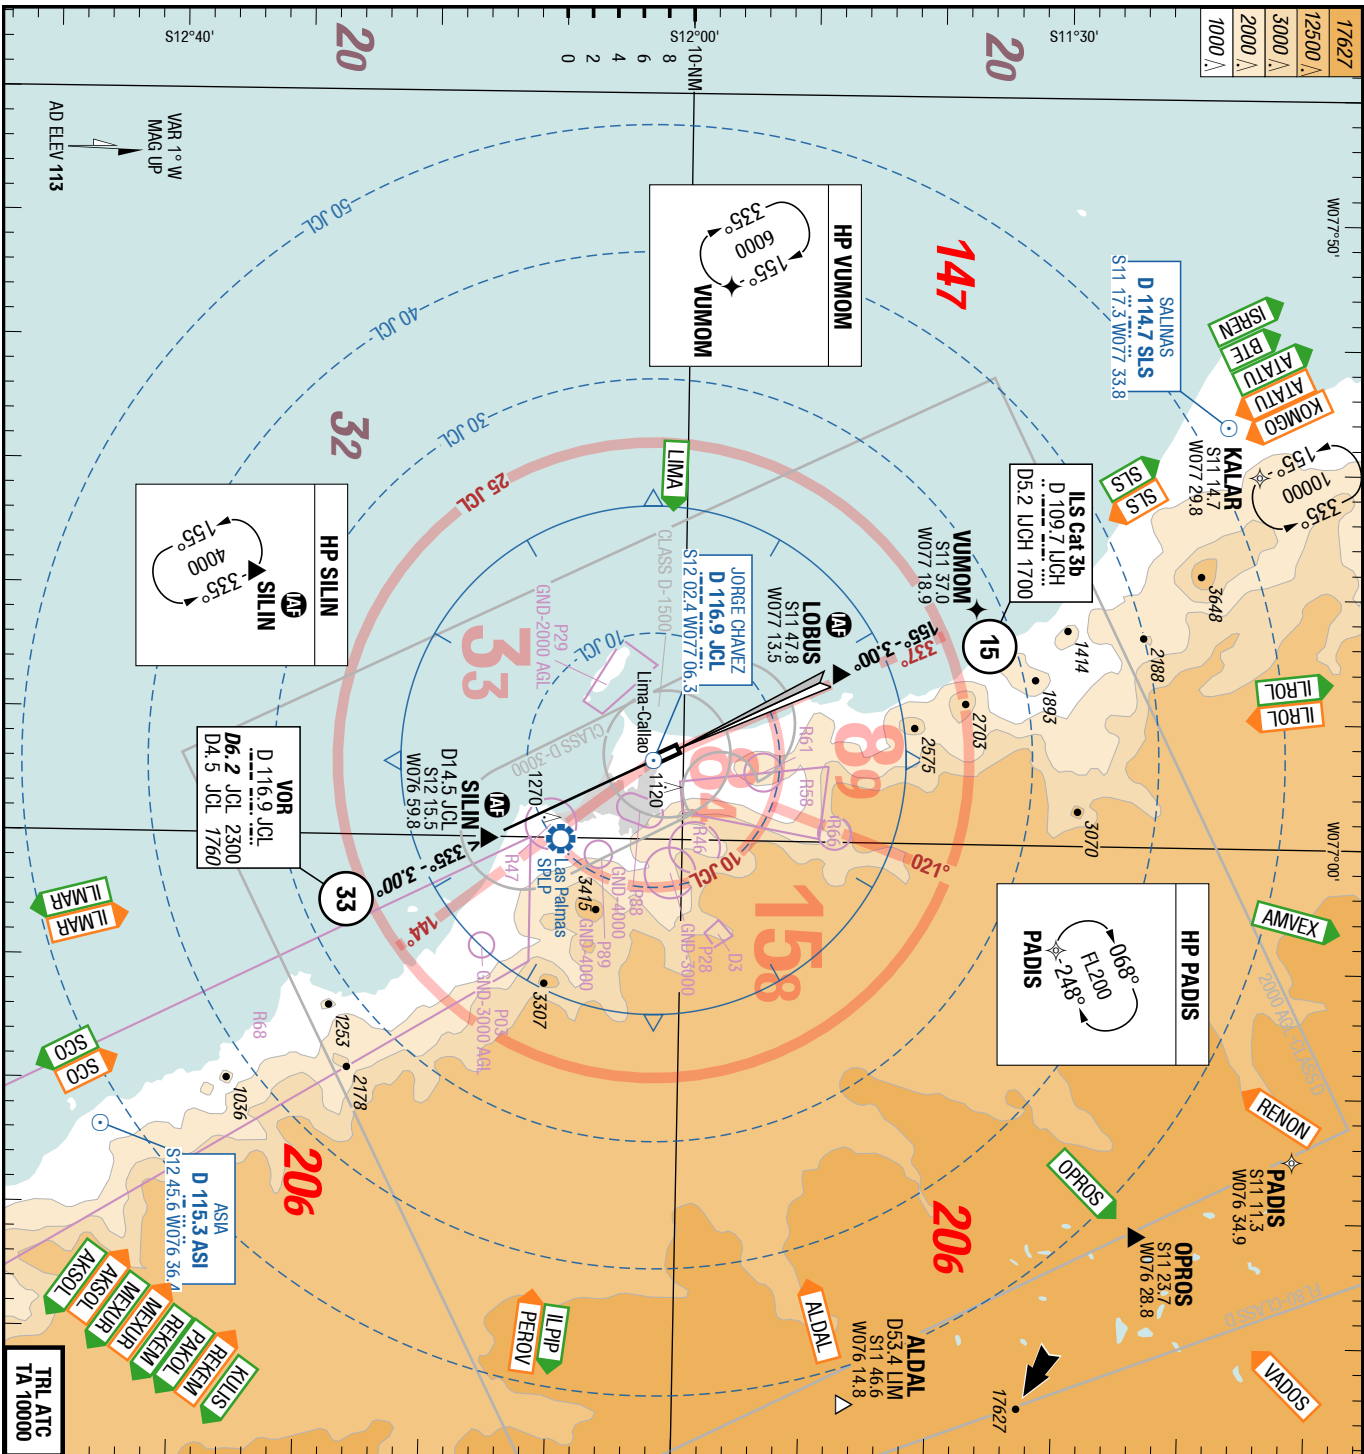 17627
12500
3000
2000
1000
S12°40'
S12°00'
S11°30'
W077°50'
W077°00'
20
20
0 2 4 6 8 10-NM
VAR 1° W
MAG UP
AD ELEV 113
50 JCL
40 JCL
30 JCL
25 JCL
10 JCL
10 JCL
HP VUMOM
335°
6000
155°
VUMOM
147
SALINAS
D 114.7 SLS
S11 17.3 W077 33.8
ISREN
BTE
ATATU
ATATU
KOMGO
KALAR
S11 14.7
W077 29.8
155°
10000
335°
SLS
SLS
32
LIMA
HP SILIN
155°
4000
335°
SILIN
IAF
ILS Cat 3b
D 109.7 IJCH
D5.2 IJCH 1700
15
VUMOM
S11 37.0
W077 18.9
155°-3.00°
337°
IAF
LOBUS
S11 47.8
W077 13.5
JORGE CHAVEZ
D 116.9 JCL
S12 02.4 W077 06.3
CLASS D-1500
CLASS D-3000
P29
GND-2000 AGL
33
Lima-Callao
3648
2188
1414
1893
2703
2575
3070
ILROL
ILROL
89
81
158
R61
R58
R66
R46
021°
1120
1270
VOR
D 116.9 JCL
D6.2 JCL 2300
D4.5 JCL 1760
33
IAF
SILIN
D14.5 JCL
S12 15.5
W076 59.8
335°-3.00°
144°
R47
Las Palmas
SPLP
3415
P88
GND-4000
P89
GND-4000
P28
GND-3000
D3
P03
GND-3000 AGL
3307
ILMAR
ILMAR
HP PADIS
068°
FL200
248°
PADIS
AMVEX
2000 AGL-CLASS D
RENON
PADIS
S11 11.3
W076 34.9
SCO
SCO
R68
1253
2178
1036
206
206
ASIA
D 115.3 ASI
S12 45.6 W076 36.4
OPROS
OPROS
S11 23.7
W076 28.8
FL80-CLASS D
AKSOL
AKSOL
MEXUR
MEXUR
REKEM
PAKOL
REKEM
KULIS
PEROV
ILPIP
ALDAL
ALDAL
D53.4 LIM
S11 46.6
W076 14.8
17627
VADOS
TRL ATC
TA 10000